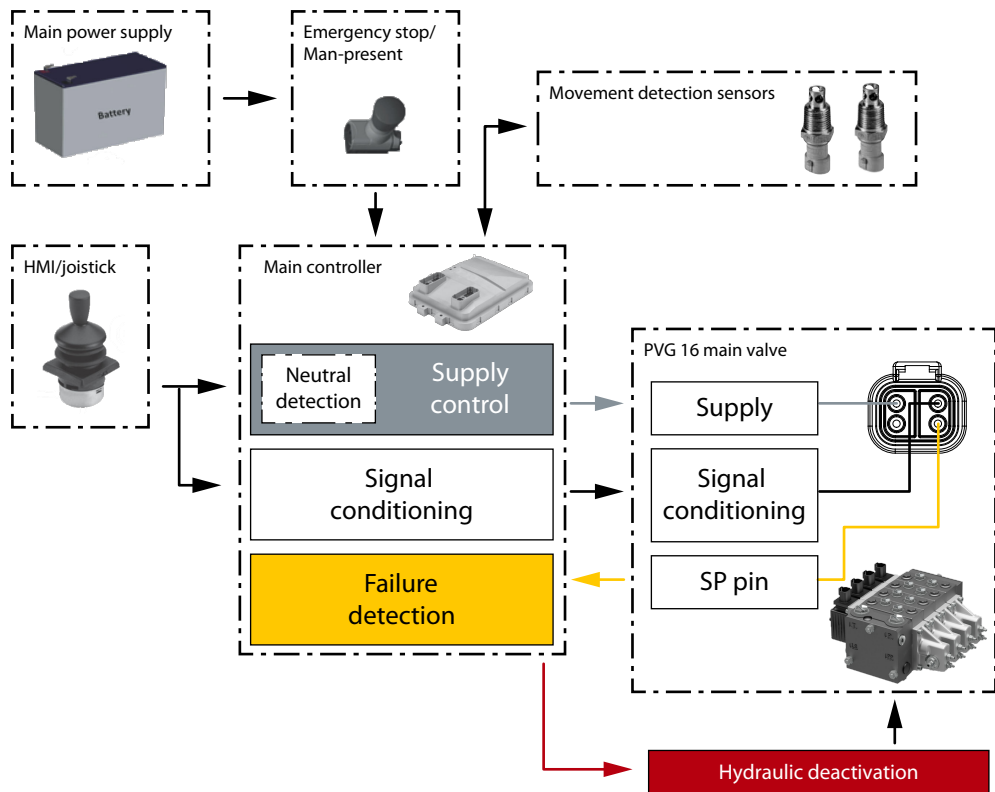 Main power supply
Battery
Emergency stop/
Man-present
Movement detection sensors
HMI/joistick
Main controller
Neutral
detection
Supply
control
Signal
conditioning
Failure
detection
PVG 16 main valve
Supply
Signal
conditioning
SP pin
Hydraulic deactivation